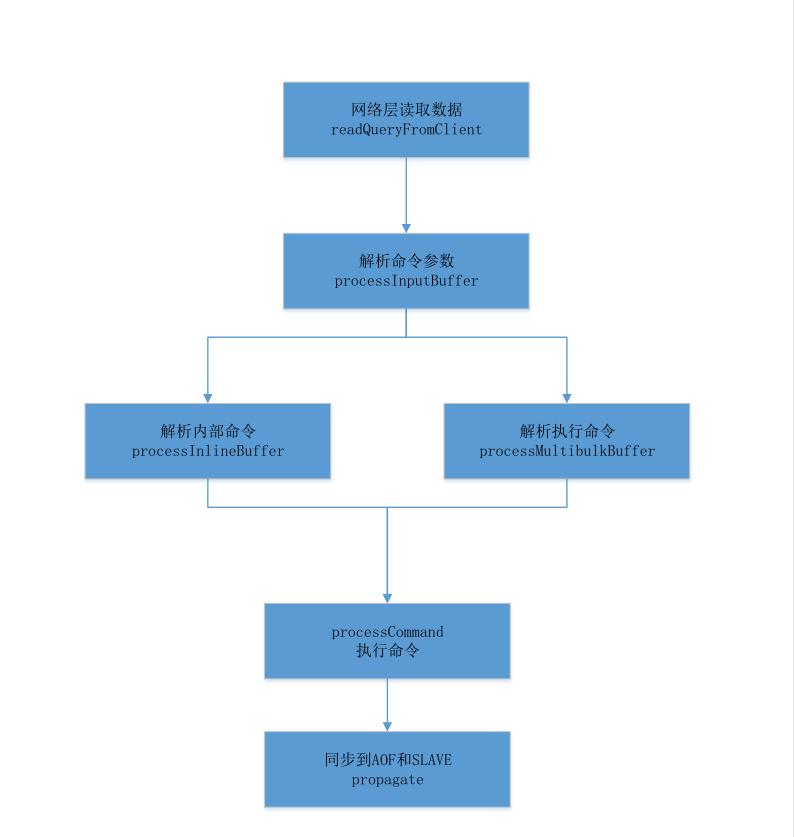 网络层读取数据
readQueryFromClient
解析命令参数
processInputBuffer
解析内部命令
processInlineBuffer
解析执行命令
processMultibulkBuffer
processCommand
执行命令
同步到AOF和SLAVE
propagate